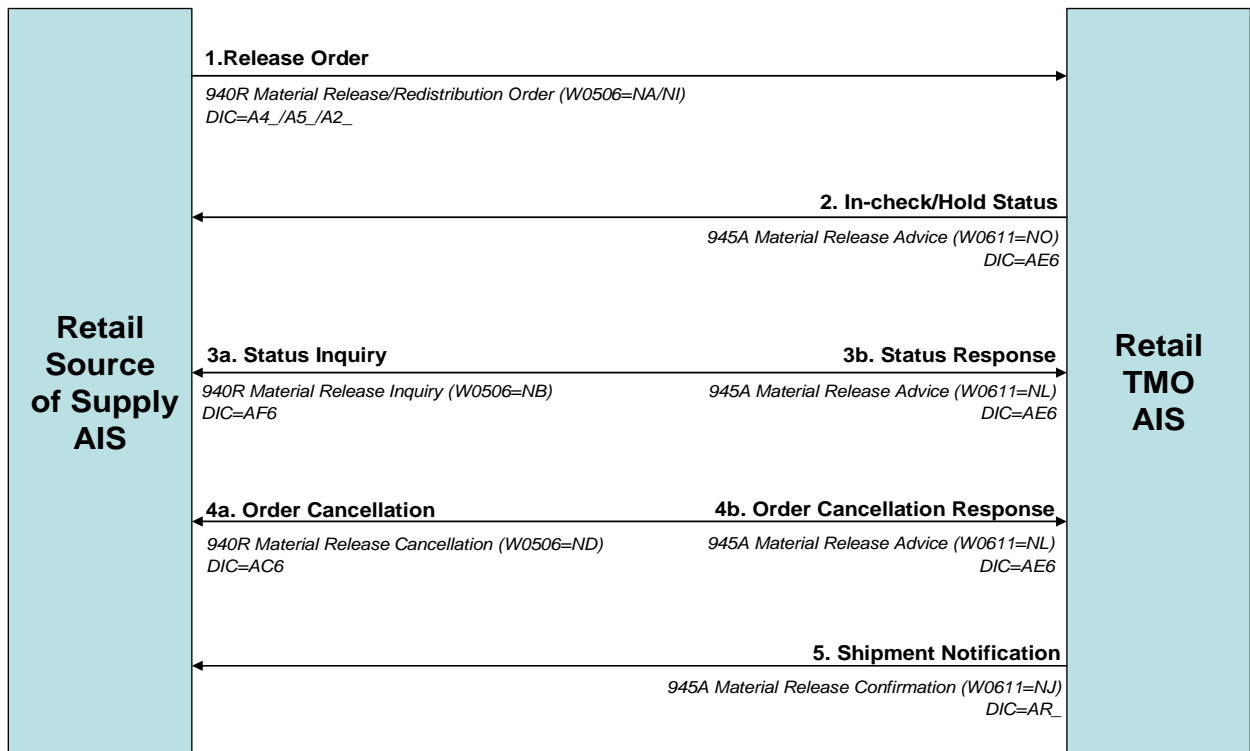 1.Release Order
940R Material Release/Redistribution Order (W0506=NA/NI)
DIC=A4_/A5_/A2_
2. In-check/Hold Status
945A Material Release Advice (W0611=NO)
DIC=AE6
Retail
Source
of Supply
AIS
3a. Status Inquiry
940R Material Release Inquiry (W0506=NB)
DIC=AF6
3b. Status Response
945A Material Release Advice (W0611=NL)
DIC=AE6
Retail
TMO
AIS
4a. Order Cancellation
940R Material Release Cancellation (W0506=ND)
DIC=AC6
4b. Order Cancellation Response
945A Material Release Advice (W0611=NL)
DIC=AE6
5. Shipment Notification
945A Material Release Confirmation (W0611=NJ)
DIC=AR_